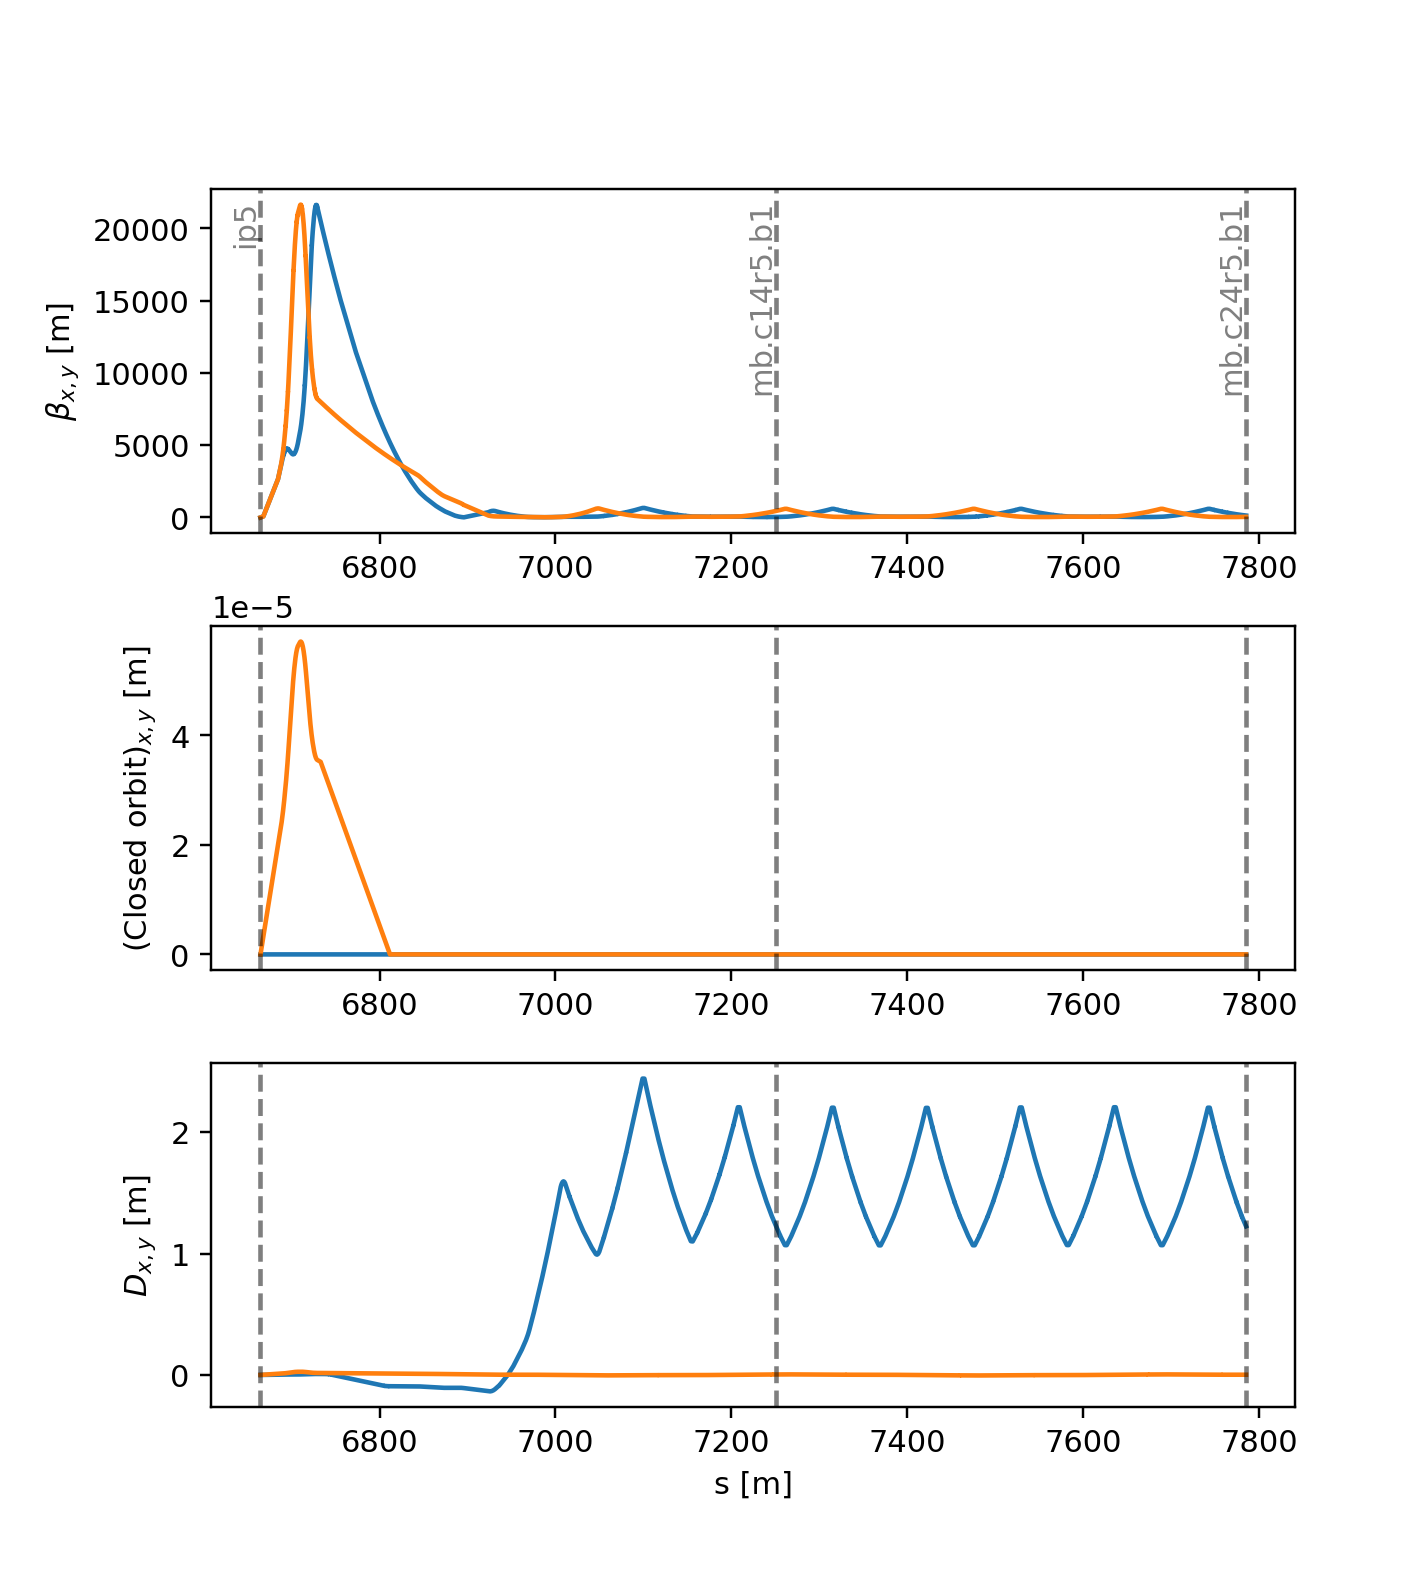 20000
15000
10000
5000
0
β_{x, y} [m]
ip5
mb.c14r5.b1
mb.c24r5.b1
6800 7000 7200 7400 7600 7800
1e−5
4
2
0
(Closed orbit)_{x, y} [m]
6800 7000 7200 7400 7600 7800
2
1
0
D_{x, y} [m]
6800 7000 7200 7400 7600 7800
s [m]